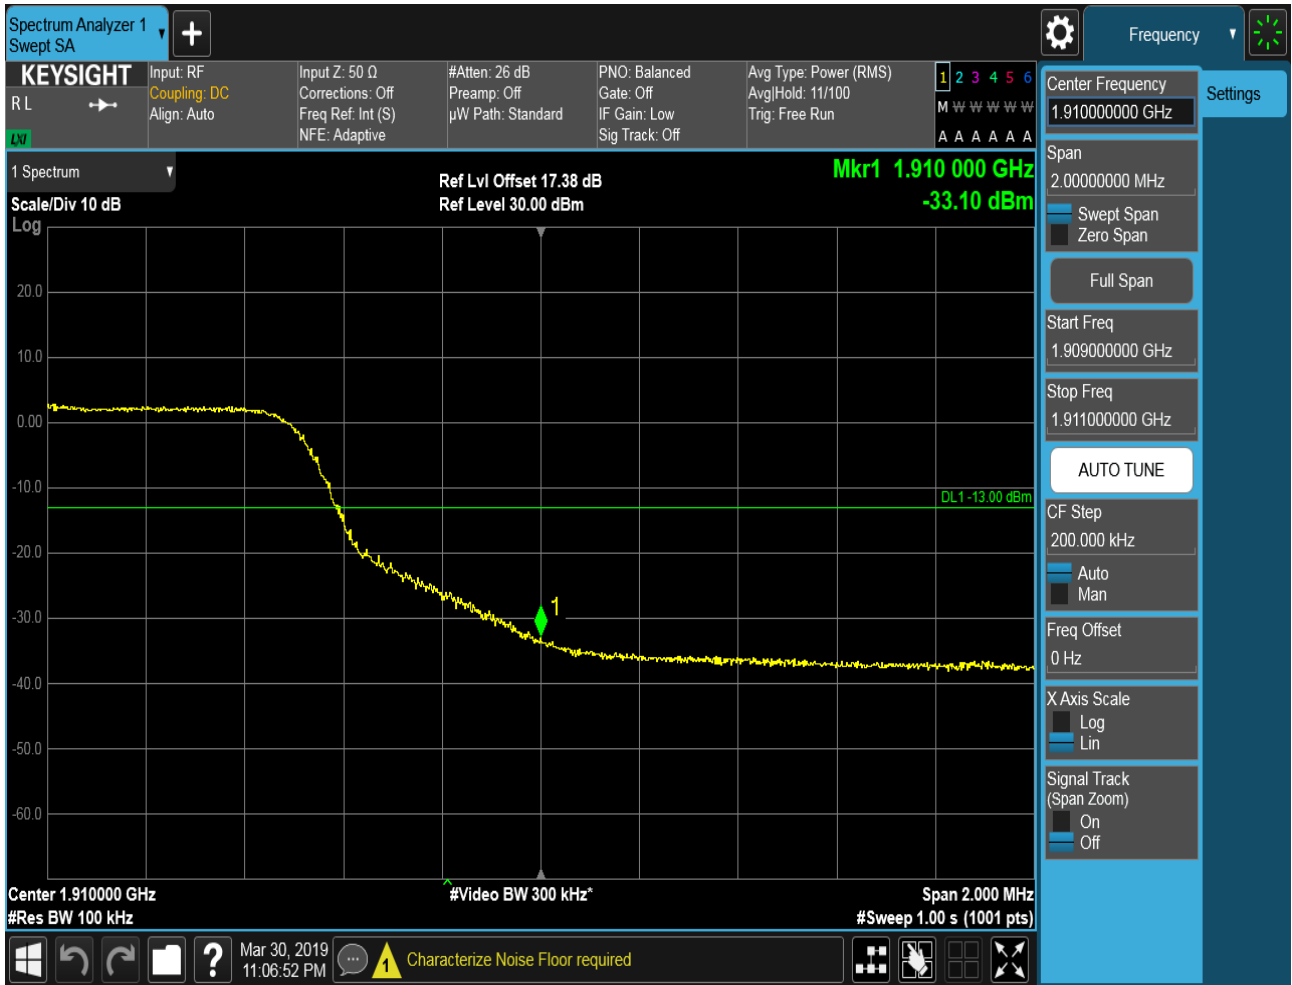 Spectrum Analyzer 1
Swept SA
+
Frequency
KEYSIGHT
R L
LXI
Input: RF
Coupling: DC
Align: Auto
Input Z: 50 Ω
Corrections: Off
Freq Ref: Int (S)
NFE: Adaptive
#Atten: 26 dB
Preamp: Off
µW Path: Standard
PNO: Balanced
Gate: Off
IF Gain: Low
Sig Track: Off
Avg Type: Power (RMS)
Avg|Hold: 11/100
Trig: Free Run
1 2 3 4 5 6
M W W W W W
A A A A A A
1 Spectrum
Scale/Div 10 dB
Log
Ref Lvl Offset 17.38 dB
Ref Level 30.00 dBm
Mkr1 1.910 000 GHz
-33.10 dBm
20.0
10.0
0.00
-10.0
-20.0
-30.0
-40.0
-50.0
-60.0
DL1 -13.00 dBm
1
Center 1.910000 GHz
#Res BW 100 kHz
#Video BW 300 kHz*
Span 2.000 MHz
#Sweep 1.00 s (1001 pts)
?
Mar 30, 2019
11:06:52 PM
1
Characterize Noise Floor required
Center Frequency
1.910000000 GHz
Settings
Span
2.00000000 MHz
Swept Span
Zero Span
Full Span
Start Freq
1.909000000 GHz
Stop Freq
1.911000000 GHz
AUTO TUNE
CF Step
200.000 kHz
Auto
Man
Freq Offset
0 Hz
X Axis Scale
Log
Lin
Signal Track
(Span Zoom)
On
Off